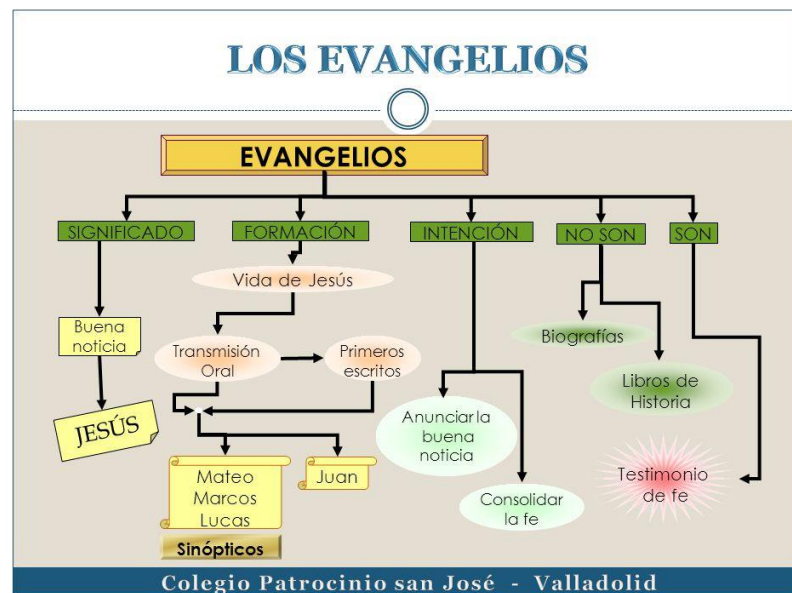 LOS EVANGELIOS
EVANGELIOS
SIGNIFICADO
FORMACIÓN
INTENCIÓN
NO SON
SON
Vida de Jesús
Buena
noticia
Transmisión
Oral
Primeros
escritos
Biografías
Libros de
Historia
JESÚS
Anunciar la
buena
noticia
Mateo
Marcos
Lucas
Juan
Testimonio
de fe
Consolidar
la fe
Sinópticos
Colegio Patrocinio san José - Valladolid